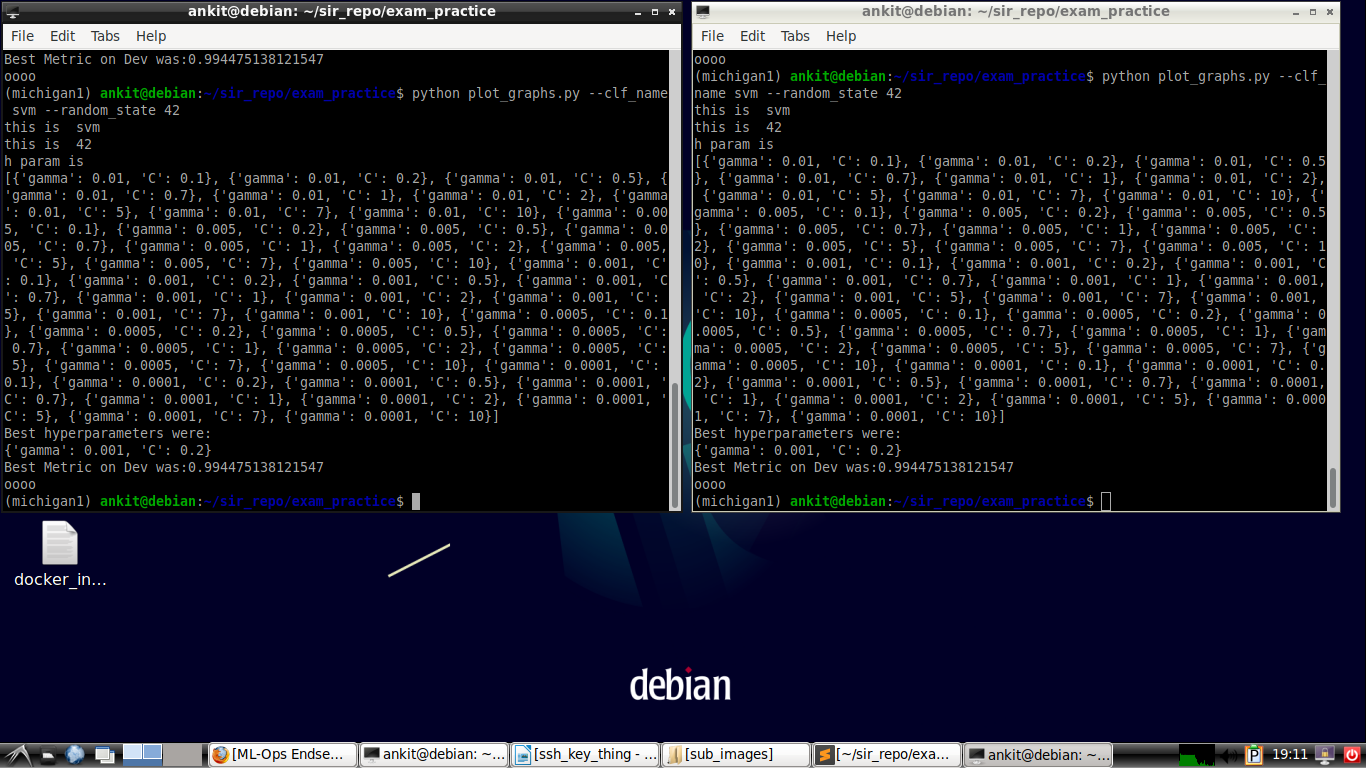 ankit@debian: ~/sir_repo/exam_practice
File Edit Tabs Help
Best Metric on Dev was:0.994475138121547
oooo
(michigan1) ankit@debian:~/sir_repo/exam_practice$ python plot_graphs.py --clf_name
 svm --random_state 42
this is  svm
this is  42
h param is
[{'gamma': 0.01, 'C': 0.1}, {'gamma': 0.01, 'C': 0.2}, {'gamma': 0.01, 'C': 0.5}, {
'gamma': 0.01, 'C': 0.7}, {'gamma': 0.01, 'C': 1}, {'gamma': 0.01, 'C': 2}, {'gamma
': 0.01, 'C': 5}, {'gamma': 0.01, 'C': 7}, {'gamma': 0.01, 'C': 10}, {'gamma': 0.00
5, 'C': 0.1}, {'gamma': 0.005, 'C': 0.2}, {'gamma': 0.005, 'C': 0.5}, {'gamma': 0.0
05, 'C': 0.7}, {'gamma': 0.005, 'C': 1}, {'gamma': 0.005, 'C': 2}, {'gamma': 0.005,
 'C': 5}, {'gamma': 0.005, 'C': 7}, {'gamma': 0.005, 'C': 10}, {'gamma': 0.001, 'C'
: 0.1}, {'gamma': 0.001, 'C': 0.2}, {'gamma': 0.001, 'C': 0.5}, {'gamma': 0.001, 'C
': 0.7}, {'gamma': 0.001, 'C': 1}, {'gamma': 0.001, 'C': 2}, {'gamma': 0.001, 'C': 
5}, {'gamma': 0.001, 'C': 7}, {'gamma': 0.001, 'C': 10}, {'gamma': 0.0005, 'C': 0.1
}, {'gamma': 0.0005, 'C': 0.2}, {'gamma': 0.0005, 'C': 0.5}, {'gamma': 0.0005, 'C':
 0.7}, {'gamma': 0.0005, 'C': 1}, {'gamma': 0.0005, 'C': 2}, {'gamma': 0.0005, 'C':
 5}, {'gamma': 0.0005, 'C': 7}, {'gamma': 0.0005, 'C': 10}, {'gamma': 0.0001, 'C': 
0.1}, {'gamma': 0.0001, 'C': 0.2}, {'gamma': 0.0001, 'C': 0.5}, {'gamma': 0.0001, '
C': 0.7}, {'gamma': 0.0001, 'C': 1}, {'gamma': 0.0001, 'C': 2}, {'gamma': 0.0001, '
C': 5}, {'gamma': 0.0001, 'C': 7}, {'gamma': 0.0001, 'C': 10}]
Best hyperparameters were:
{'gamma': 0.001, 'C': 0.2}
Best Metric on Dev was:0.994475138121547
oooo
(michigan1) ankit@debian:~/sir_repo/exam_practice$
ankit@debian: ~/sir_repo/exam_practice
File Edit Tabs Help
oooo
(michigan1) ankit@debian:~/sir_repo/exam_practice$ python plot_graphs.py --clf_
name svm --random_state 42
this is  svm
this is  42
h param is
[{'gamma': 0.01, 'C': 0.1}, {'gamma': 0.01, 'C': 0.2}, {'gamma': 0.01, 'C': 0.5
}, {'gamma': 0.01, 'C': 0.7}, {'gamma': 0.01, 'C': 1}, {'gamma': 0.01, 'C': 2},
 {'gamma': 0.01, 'C': 5}, {'gamma': 0.01, 'C': 7}, {'gamma': 0.01, 'C': 10}, {'
gamma': 0.005, 'C': 0.1}, {'gamma': 0.005, 'C': 0.2}, {'gamma': 0.005, 'C': 0.5
}, {'gamma': 0.005, 'C': 0.7}, {'gamma': 0.005, 'C': 1}, {'gamma': 0.005, 'C': 
2}, {'gamma': 0.005, 'C': 5}, {'gamma': 0.005, 'C': 7}, {'gamma': 0.005, 'C': 1
0}, {'gamma': 0.001, 'C': 0.1}, {'gamma': 0.001, 'C': 0.2}, {'gamma': 0.001, 'C
': 0.5}, {'gamma': 0.001, 'C': 0.7}, {'gamma': 0.001, 'C': 1}, {'gamma': 0.001,
 'C': 2}, {'gamma': 0.001, 'C': 5}, {'gamma': 0.001, 'C': 7}, {'gamma': 0.001, 
'C': 10}, {'gamma': 0.0005, 'C': 0.1}, {'gamma': 0.0005, 'C': 0.2}, {'gamma': 0
.0005, 'C': 0.5}, {'gamma': 0.0005, 'C': 0.7}, {'gamma': 0.0005, 'C': 1}, {'gam
ma': 0.0005, 'C': 2}, {'gamma': 0.0005, 'C': 5}, {'gamma': 0.0005, 'C': 7}, {'g
amma': 0.0005, 'C': 10}, {'gamma': 0.0001, 'C': 0.1}, {'gamma': 0.0001, 'C': 0.
2}, {'gamma': 0.0001, 'C': 0.5}, {'gamma': 0.0001, 'C': 0.7}, {'gamma': 0.0001,
 'C': 1}, {'gamma': 0.0001, 'C': 2}, {'gamma': 0.0001, 'C': 5}, {'gamma': 0.000
1, 'C': 7}, {'gamma': 0.0001, 'C': 10}]
Best hyperparameters were:
{'gamma': 0.001, 'C': 0.2}
Best Metric on Dev was:0.994475138121547
oooo
(michigan1) ankit@debian:~/sir_repo/exam_practice$
docker_in...
debian
[ML-Ops Endse... ankit@debian: ~... [ssh_key_thing - ... [sub_images] [~/sir_repo/exa... ankit@debian: ~... 19:11